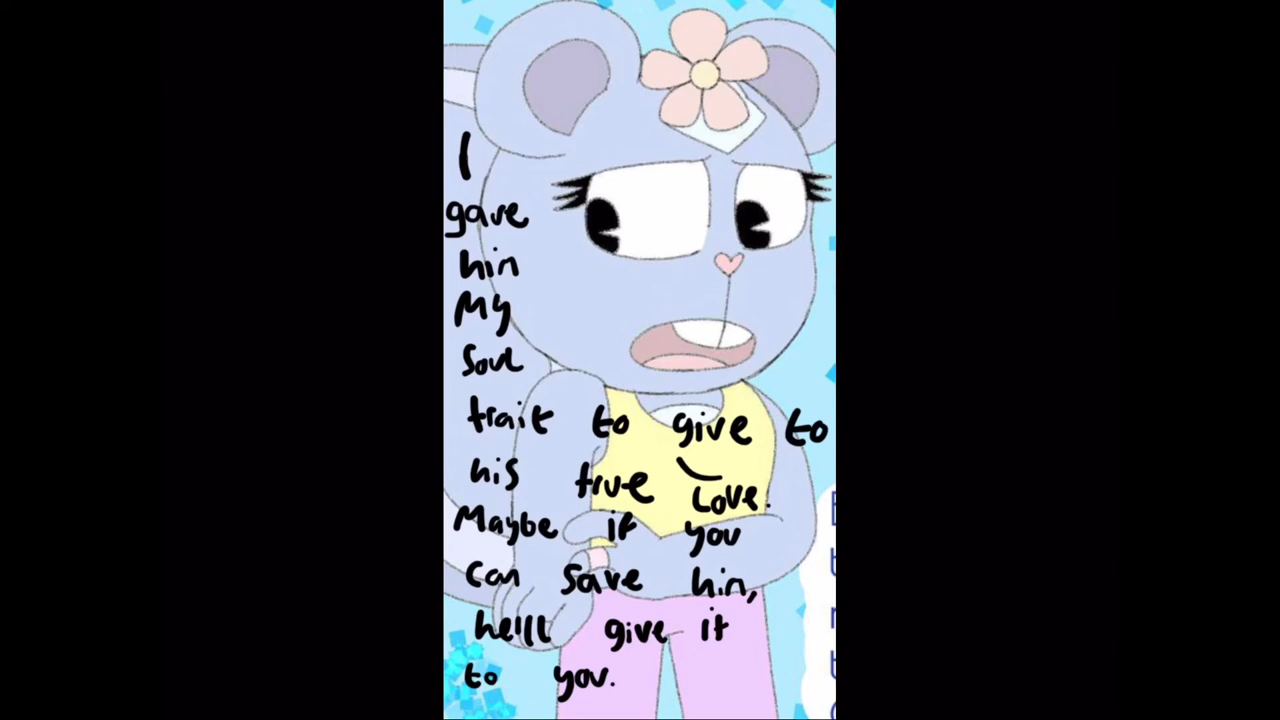 I
gave
him
My
soul
trait to give to
his true Love.
Maybe if you
can save him,
he'll give it
to you.